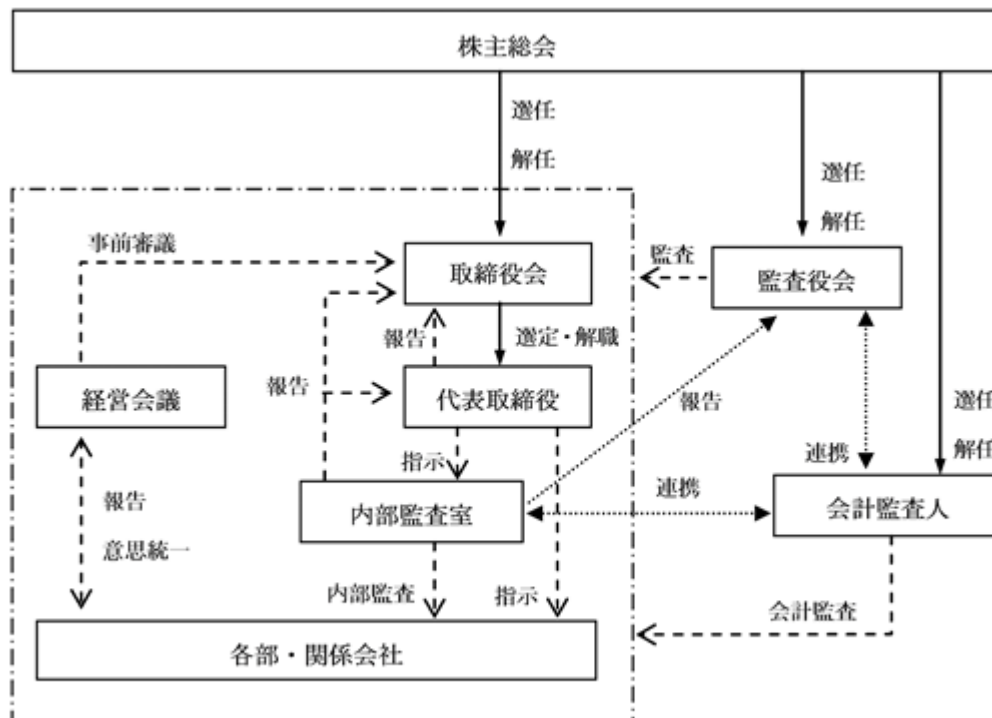 株主総会
選任
解任
選任
解任
事前審議
取締役会
監査
監査役会
報告
選定・解職
報告
経営会議
代表取締役
報告
選任
解任
指示
連携
連携
内部監査室
会計監査人
報告
意思統一
内部監査
指示
会計監査
各部・関係会社